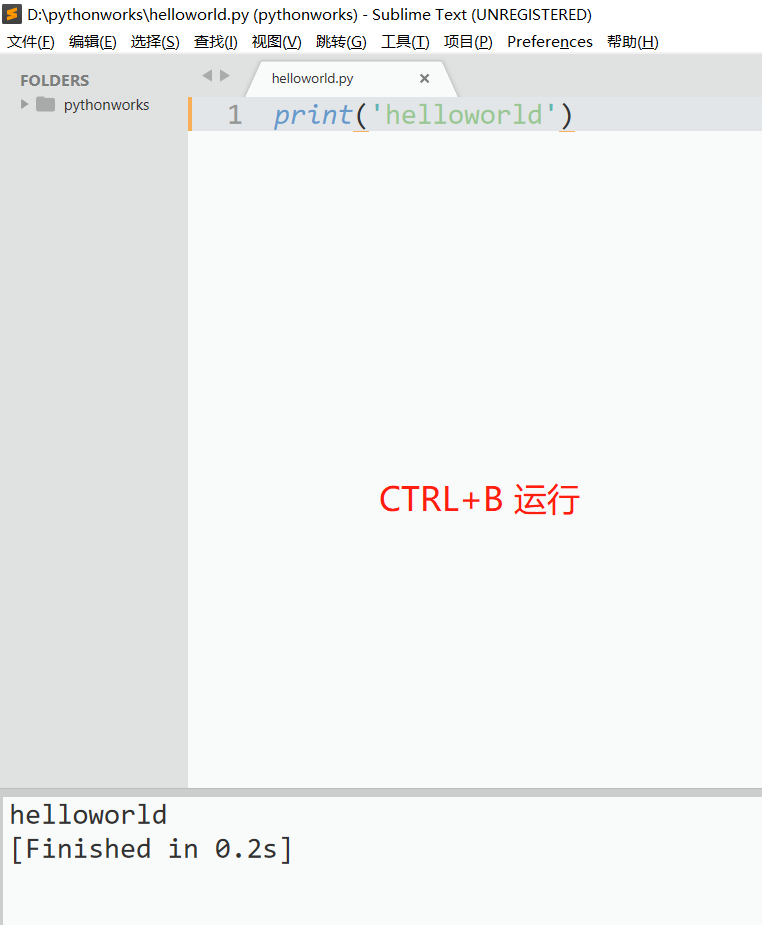 D:\pythonworks\helloworld.py (pythonworks) - Sublime Text (UNREGISTERED)
文件(F) 编辑(E) 选择(S) 查找(I) 视图(V) 跳转(G) 工具(T) 项目(P) Preferences 帮助(H)
FOLDERS
pythonworks
helloworld.py ×
1 print('helloworld')
CTRL+B 运行
helloworld
[Finished in 0.2s]